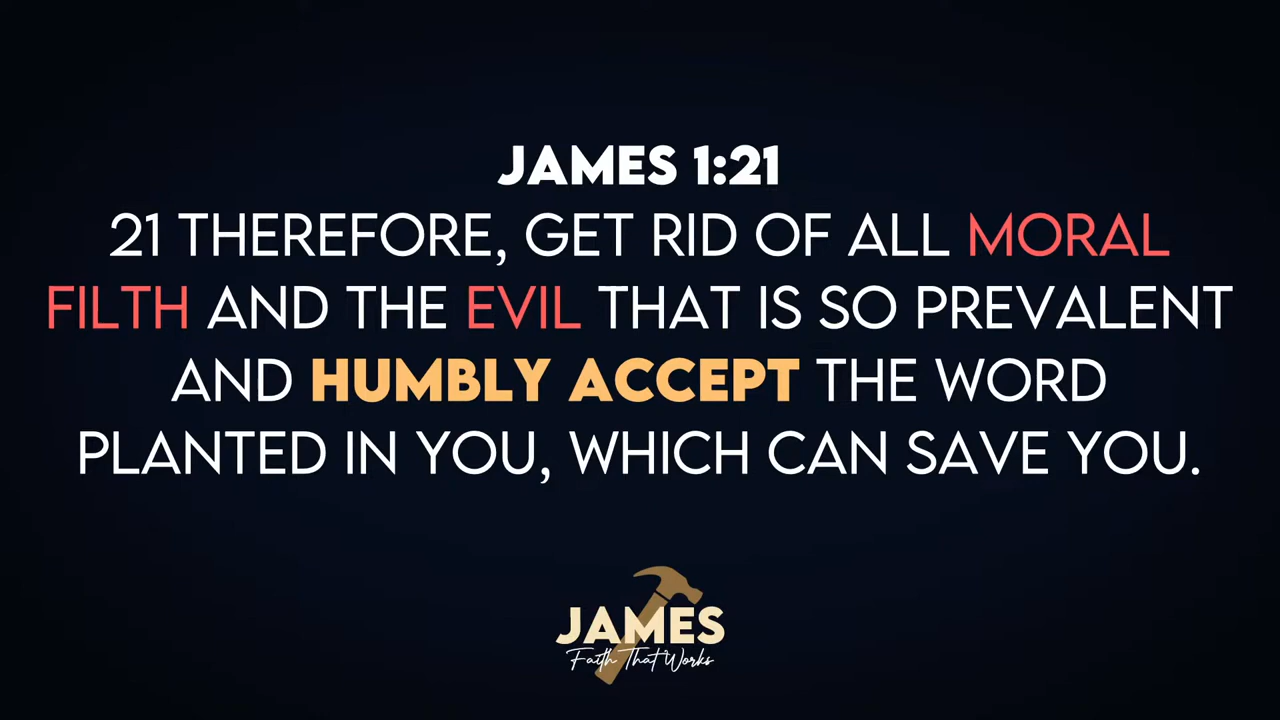 JAMES 1:21
21 THEREFORE, GET RID OF ALL MORAL
FILTH AND THE EVIL THAT IS SO PREVALENT
AND HUMBLY ACCEPT THE WORD
PLANTED IN YOU, WHICH CAN SAVE YOU.
JAMES
Faith That Works